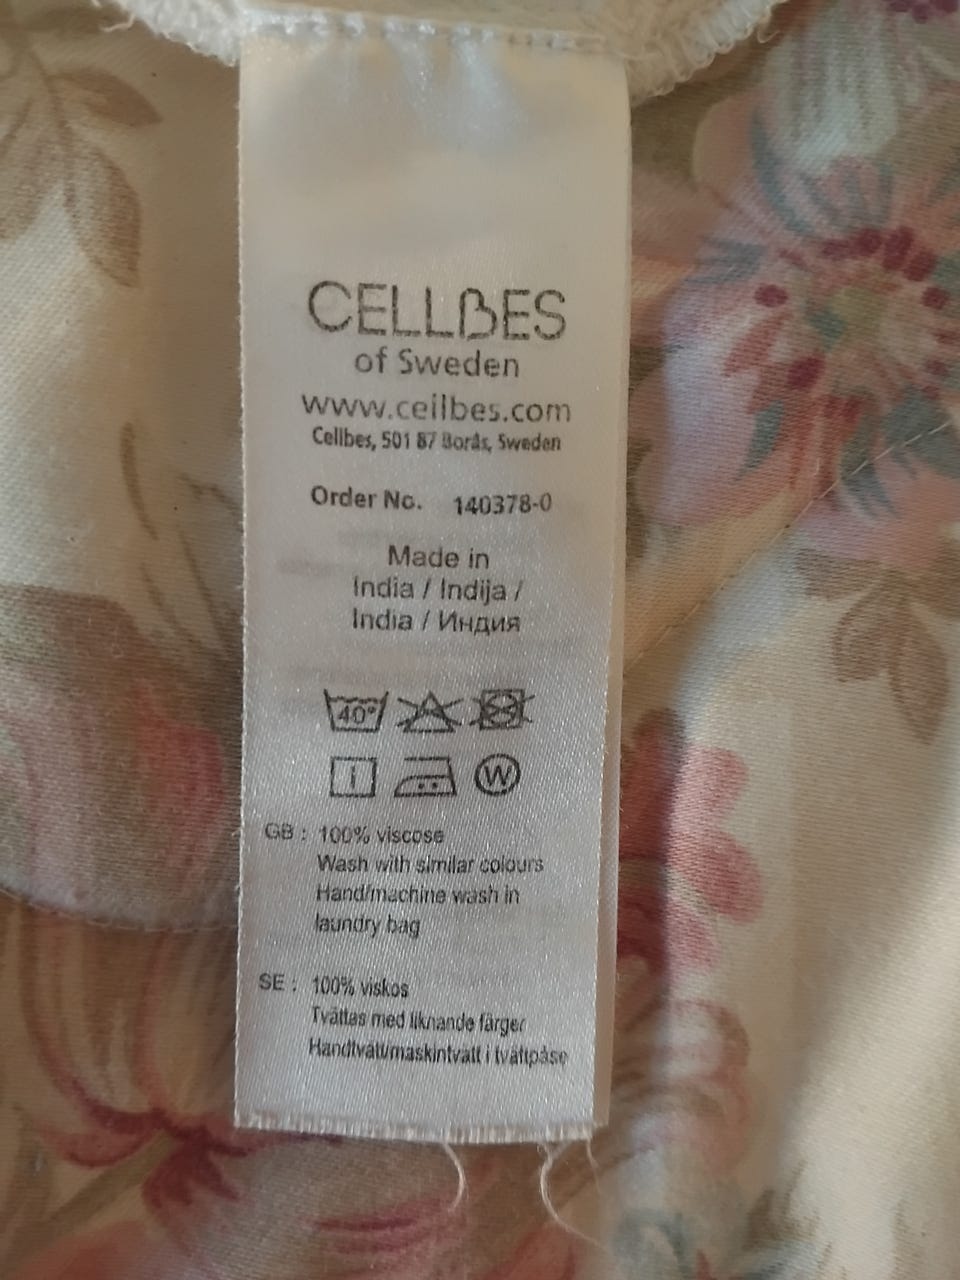 CELLBES
of Sweden
www.cellbes.com
Cellbes, 501 87 Borås, Sweden
Order No. 140378-0
Made in
India / Indija /
India / Индия
40°
W
GB : 100% viscose
Wash with similar colours
Hand/machine wash in
laundry bag
SE : 100% viskos
Tvättas med liknande färger
Handtvätt/maskintvätt i tvättpåse